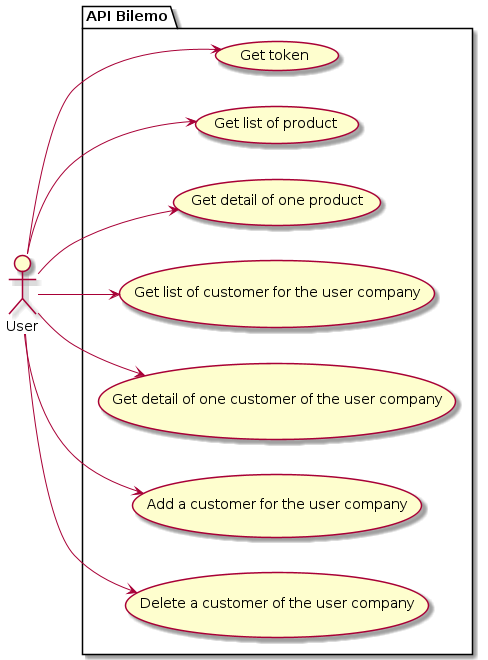 API Bilemo
Get token
Get list of product
Get detail of one product
Get list of customer for the user company
User
Get detail of one customer of the user company
Add a customer for the user company
Delete a customer of the user company